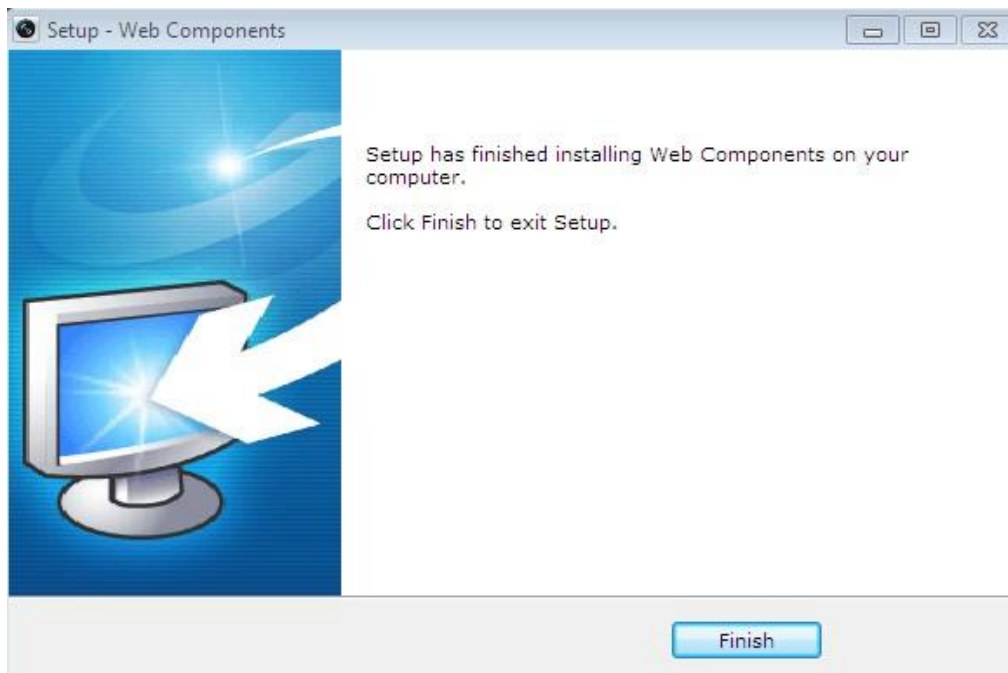 Setup - Web Components
Setup has finished installing Web Components on your
computer.
Click Finish to exit Setup.
Finish